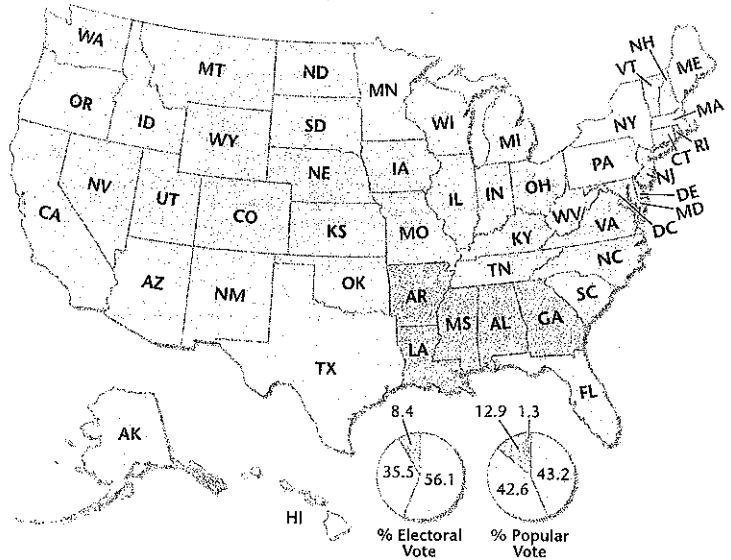 WA
MT
ND
MN
VT
NH
ME
OR
ID
WY
SD
WI
MI
NY
MA
RI
CT
NV
UT
CO
NE
IA
IL
IN
OH
PA
NJ
DE
MD
DC
CA
KS
MO
KY
WV
VA
AZ
NM
OK
AR
TN
NC
SC
TX
LA
MS
AL
GA
FL
AK
HI
8.4
35.5
56.1
% Electoral
Vote
12.9
1.3
42.6
43.2
% Popular
Vote